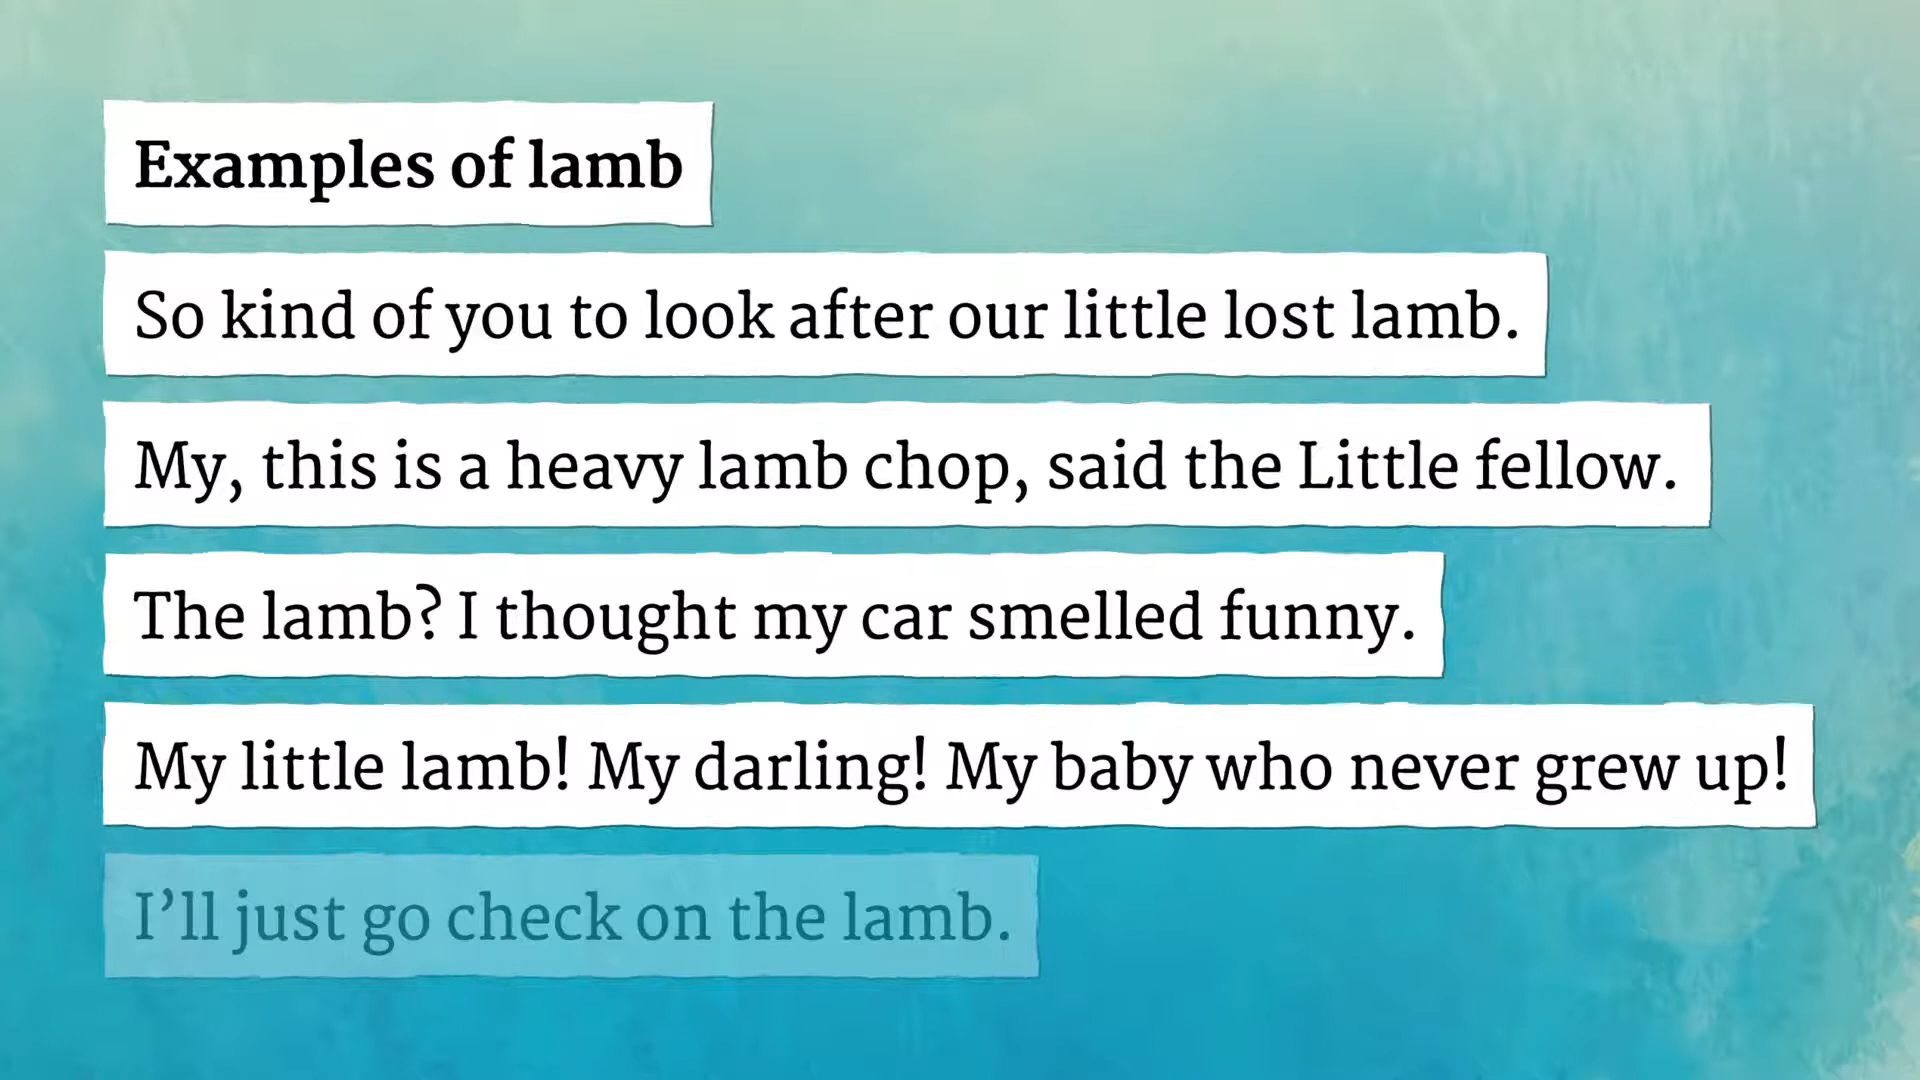 Examples of lamb
So kind of you to look after our little lost lamb.
My, this is a heavy lamb chop, said the Little fellow.
The lamb? I thought my car smelled funny.
My little lamb! My darling! My baby who never grew up!
I’ll just go check on the lamb.